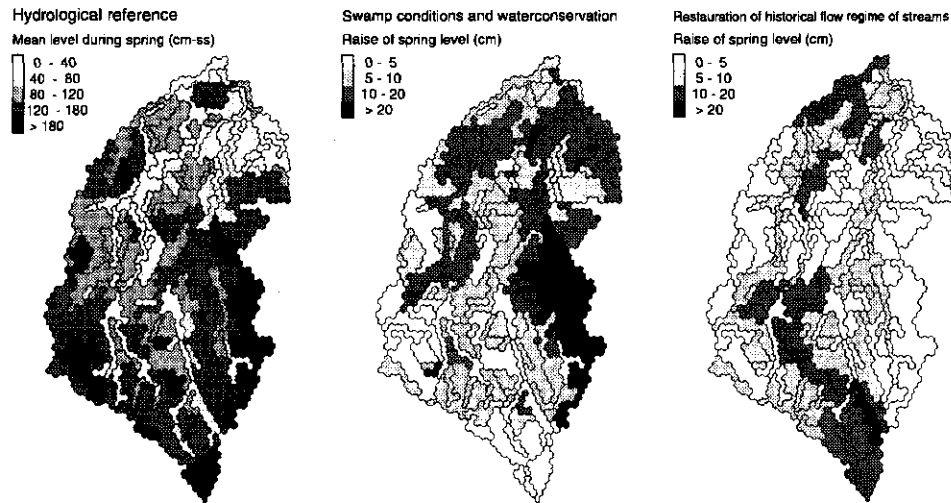 Hydrological reference
Mean level during spring (cm-ss)
0 - 40
40 - 80
80 - 120
120 - 180
> 180
Swamp conditions and waterconservation
Raise of spring level (cm)
0 - 5
5 - 10
10 - 20
> 20
Restauration of historical flow regime of streams
Raise of spring level (cm)
0 - 5
5 - 10
10 - 20
> 20